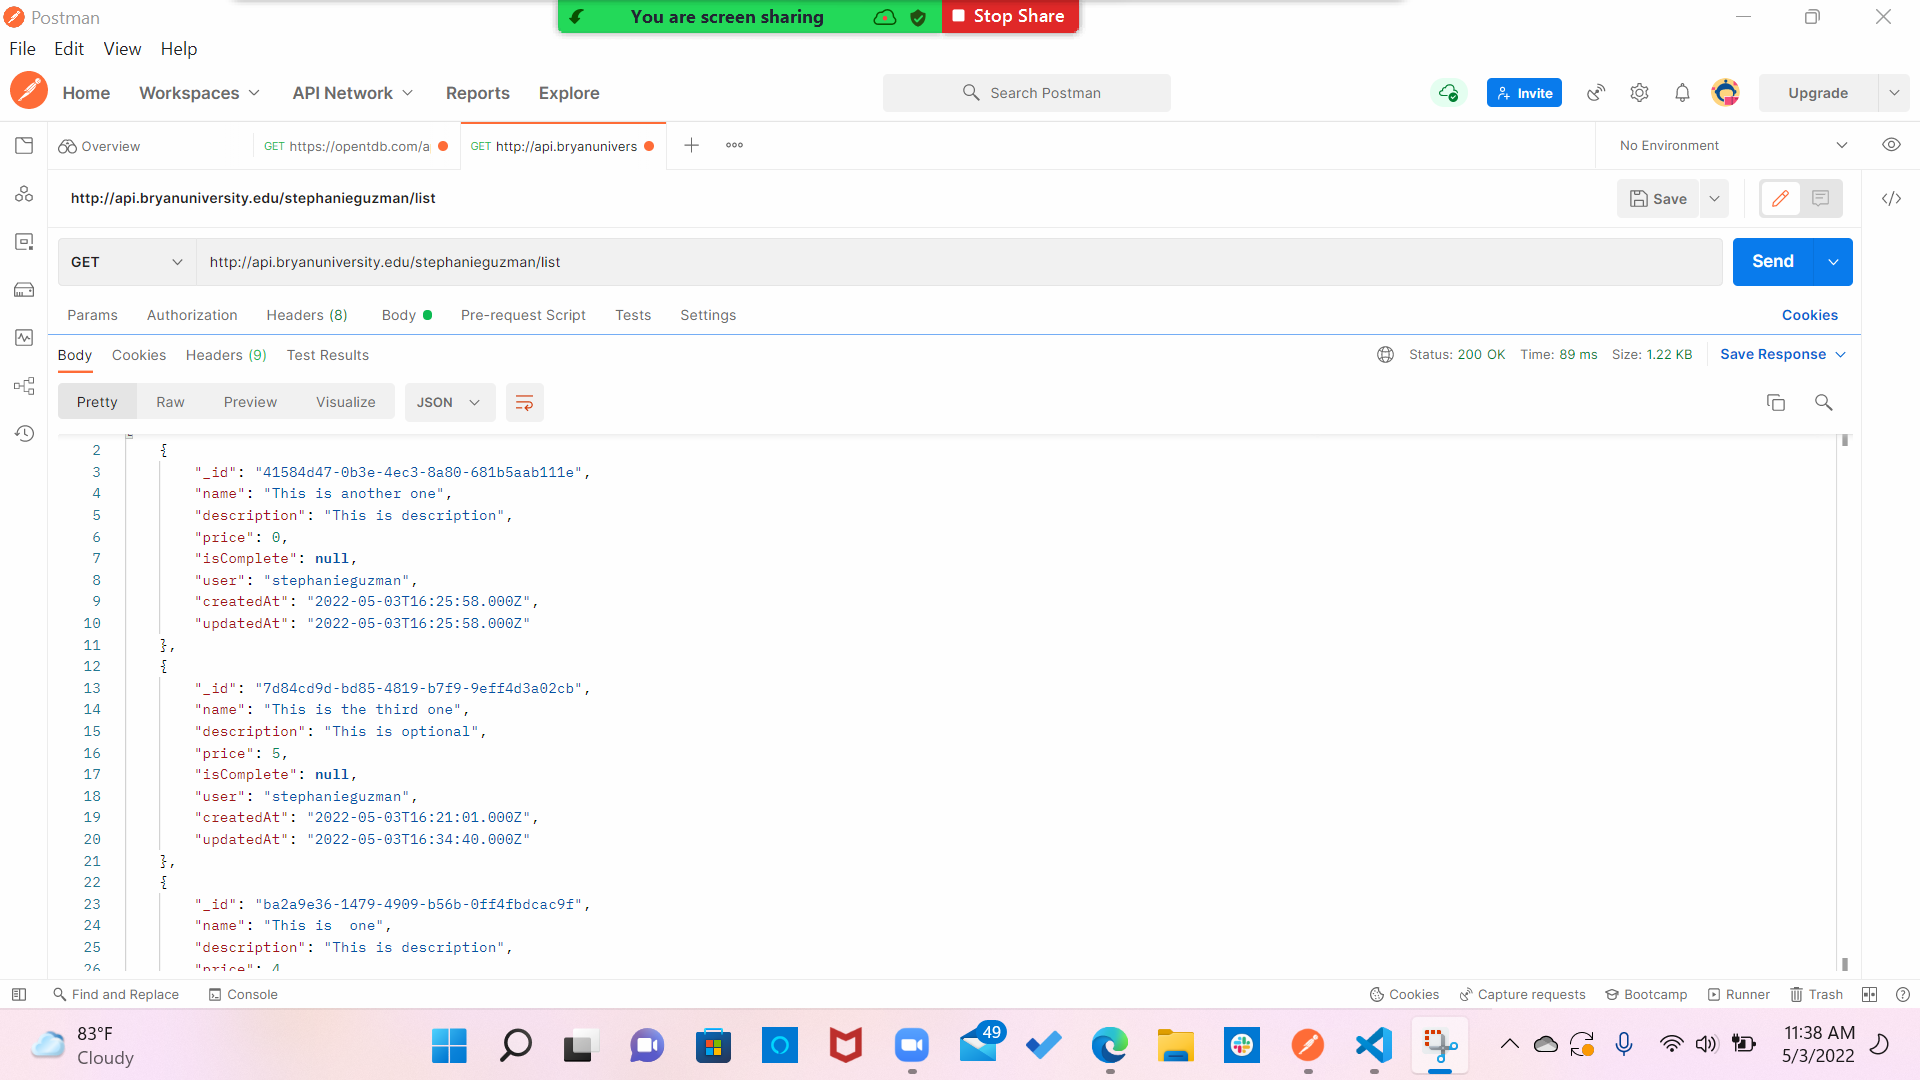 Postman
You are screen sharing
Stop Share
File Edit View Help
Home Workspaces API Network Reports Explore
Search Postman
Invite
Upgrade
Overview
GET https://opentdb.com/a
GET http://api.bryanunivers
No Environment
http://api.bryanuniversity.edu/stephanieguzman/list
Save
GET http://api.bryanuniversity.edu/stephanieguzman/list
Send
Params Authorization Headers (8) Body Pre-request Script Tests Settings
Cookies
Body Cookies Headers (9) Test Results
Status: 200 OK Time: 89 ms Size: 1.22 KB Save Response
Pretty Raw Preview Visualize JSON
2 {
3 "_id": "41584d47-0b3e-4ec3-8a80-681b5aab111e",
4 "name": "This is another one",
5 "description": "This is description",
6 "price": 0,
7 "isComplete": null,
8 "user": "stephanieguzman",
9 "createdAt": "2022-05-03T16:25:58.000Z",
10 "updatedAt": "2022-05-03T16:25:58.000Z"
11 },
12 {
13 "_id": "7d84cd9d-bd85-4819-b7f9-9eff4d3a02cb",
14 "name": "This is the third one",
15 "description": "This is optional",
16 "price": 5,
17 "isComplete": null,
18 "user": "stephanieguzman",
19 "createdAt": "2022-05-03T16:21:01.000Z",
20 "updatedAt": "2022-05-03T16:34:40.000Z"
21 },
22 {
23 "_id": "ba2a9e36-1479-4909-b56b-0ff4fbdcac9f",
24 "name": "This is  one",
25 "description": "This is description",
26 "price": 4
Find and Replace Console
Cookies Capture requests Bootcamp Runner Trash
83°F
Cloudy
49
11:38 AM
5/3/2022